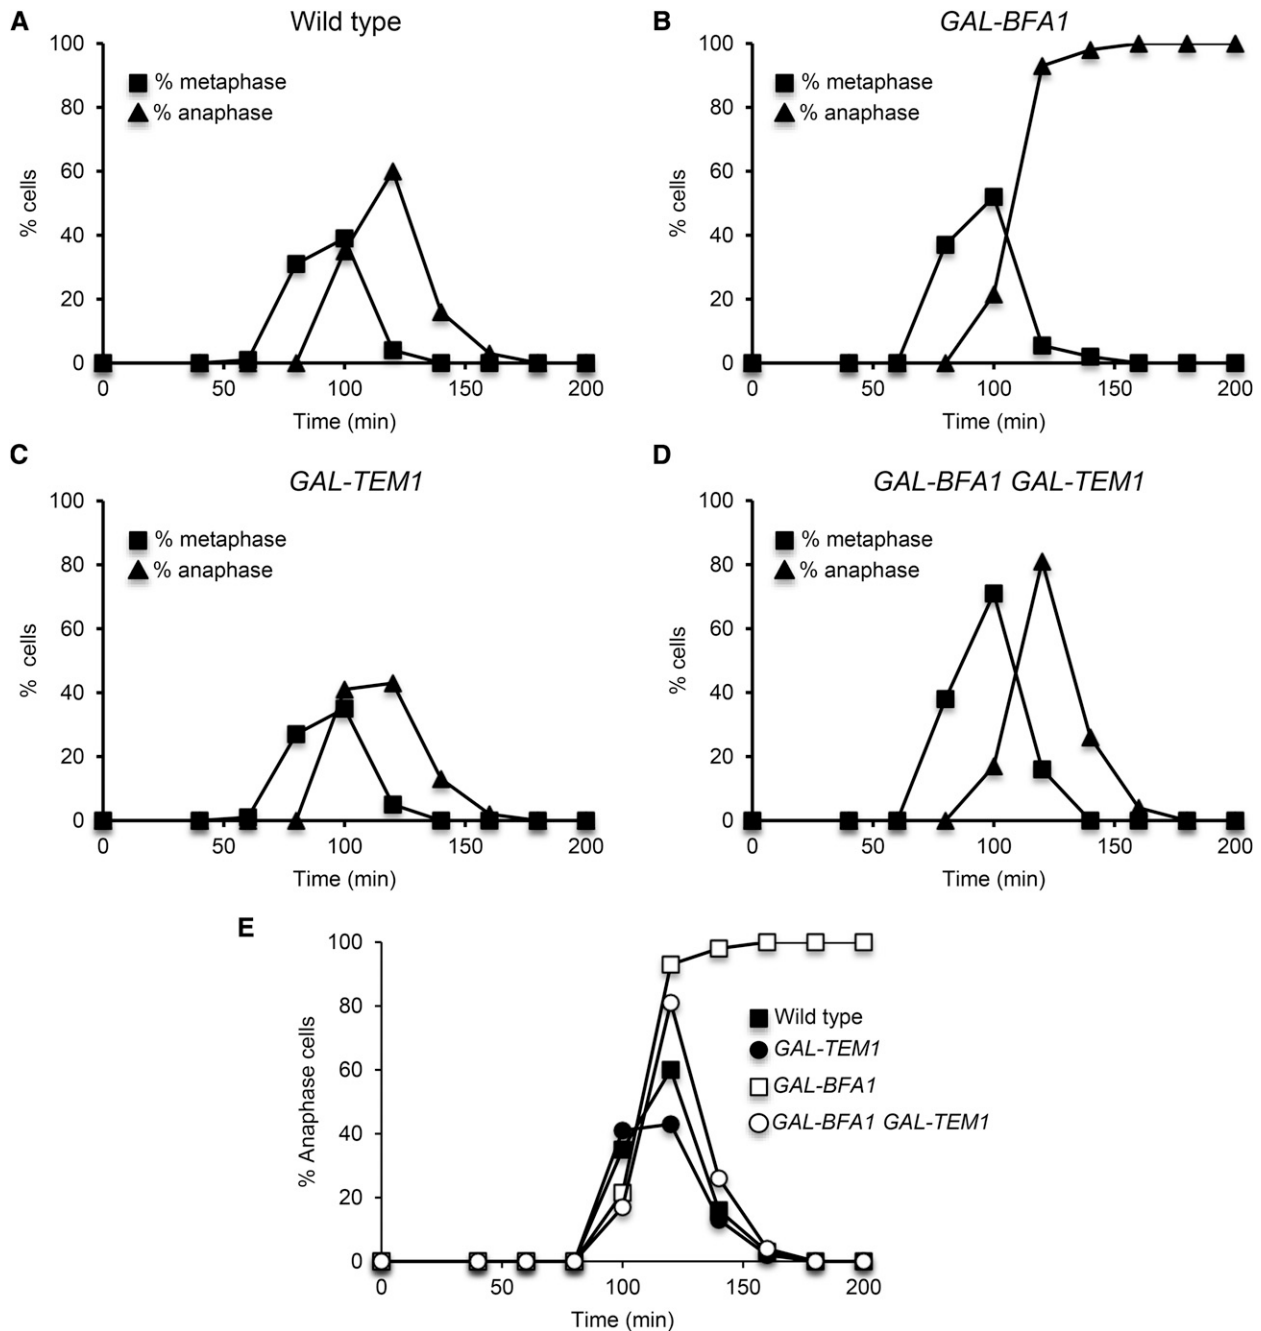 A
Wild type
100
80
60
40
20
0
% cells
% metaphase
% anaphase
0 50 100 150 200
Time (min)
B
GAL-BFA1
100
80
60
40
20
0
% cells
% metaphase
% anaphase
0 50 100 150 200
Time (min)
C
GAL-TEM1
100
80
60
40
20
0
% cells
% metaphase
% anaphase
0 50 100 150 200
Time (min)
D
GAL-BFA1 GAL-TEM1
100
80
60
40
20
0
% cells
% metaphase
% anaphase
0 50 100 150 200
Time (min)
E
100
80
60
40
20
0
% Anaphase cells
Wild type
GAL-TEM1
GAL-BFA1
GAL-BFA1 GAL-TEM1
0 50 100 150 200
Time (min)